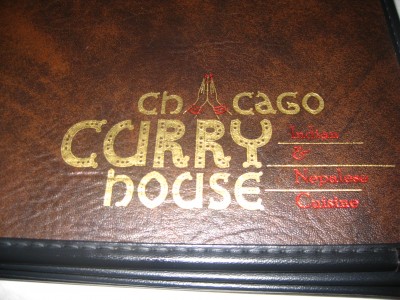 Chicago
CURRY
house
Indian
&
Nepalese
Cuisine